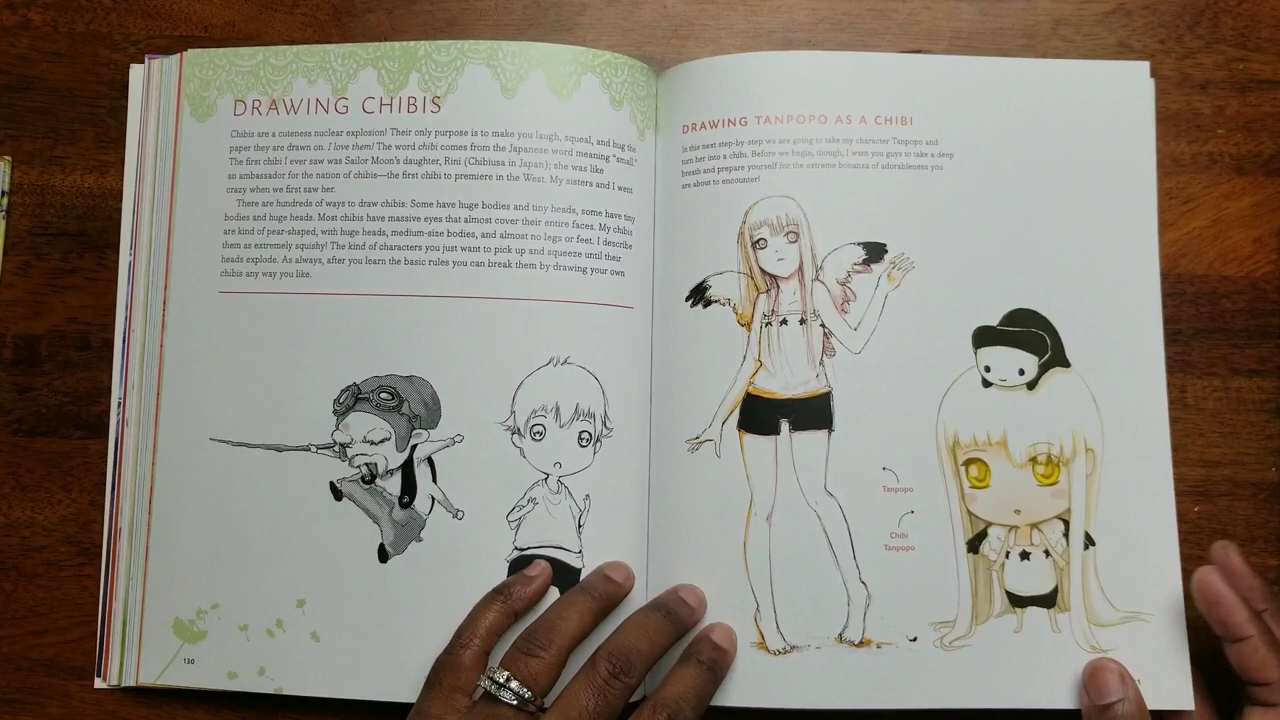 DRAWING CHIBIS
Chibis are a cuteness nuclear explosion! Their only purpose is to make you laugh, squeal, and hug the
paper they are drawn on. I love them! The word chibi comes from the Japanese word meaning "small."
The first chibi I ever saw was Sailor Moon's daughter, Rini (Chibiusa in Japan); she was like
an ambassador for the nation of chibis—the first chibi to premiere in the West. My sisters and I went
crazy when we first saw her.
There are hundreds of ways to draw chibis: Some have huge bodies and tiny heads, some have tiny
bodies and huge heads. Most chibis have massive eyes that almost cover their entire faces. My chibis
are kind of pear-shaped, with huge heads, medium-size bodies, and almost no legs or feet. I describe
them as extremely squishy! The kind of characters you just want to pick up and squeeze until their
heads explode. As always, after you learn the basic rules you can break them by drawing your own
chibis any way you like.
130
DRAWING TANPOPO AS A CHIBI
In this next step-by-step we are going to take my character Tanpopo and
turn her into a chibi. Before we begin, though, I want you guys to take a deep
breath and prepare yourself for the extreme bonanza of adorableness you
are about to encounter!
Tanpopo
Chibi
Tanpopo